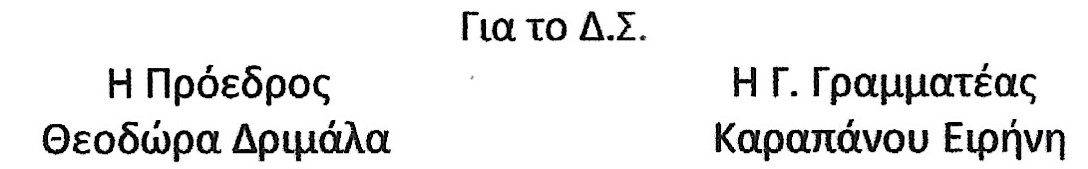 Για το Δ.Σ.
Η Πρόεδρος Η Γ. Γραμματέας
Θεοδώρα Δριμάλα Καραπάνου Ειρήνη